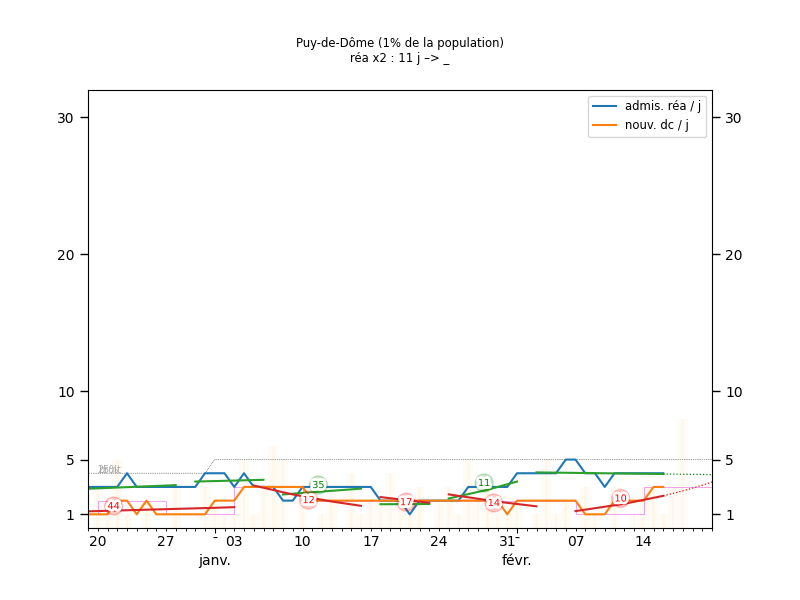 Puy-de-Dôme (1% de la population)
réa x2 : 11 j –> _
admis. réa / j
nouv. dc / j
30 30
20 20
10 10
5 5
1 1
44 12 35 17 11 14 10
20 27 - 03 10 17 24 31 - 07 14
janv. févr.